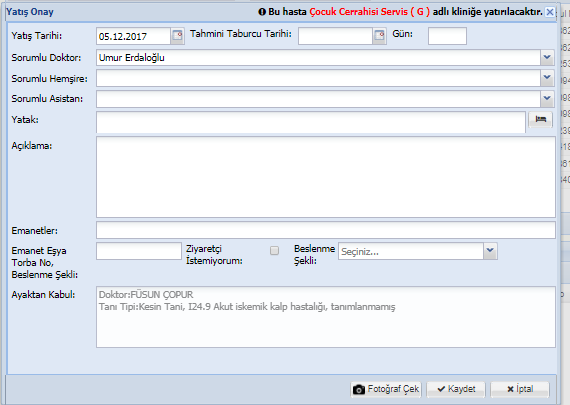 Yatış Onay
Bu hasta Çocuk Cerrahisi Servis ( G ) adlı kliniğe yatırılacaktır.
Yatış Tarihi: 05.12.2017 Tahmini Taburcu Tarihi: Gün:
Sorumlu Doktor: Umur Erdaloğlu
Sorumlu Hemşire:
Sorumlu Asistan:
Yatak:
Açıklama:
Emanetler:
Emanet Eşya
Torba No,
Beslenme Şekli:
Ziyaretçi
İstemiyorum:
Beslenme
Şekli:
Seçiniz...
Ayaktan Kabul:
Doktor:FÜSUN ÇOPUR
Tanı Tipi:Kesin Tani, I24.9 Akut iskemik kalp hastalığı, tanımlanmamış
Fotoğraf Çek Kaydet İptal